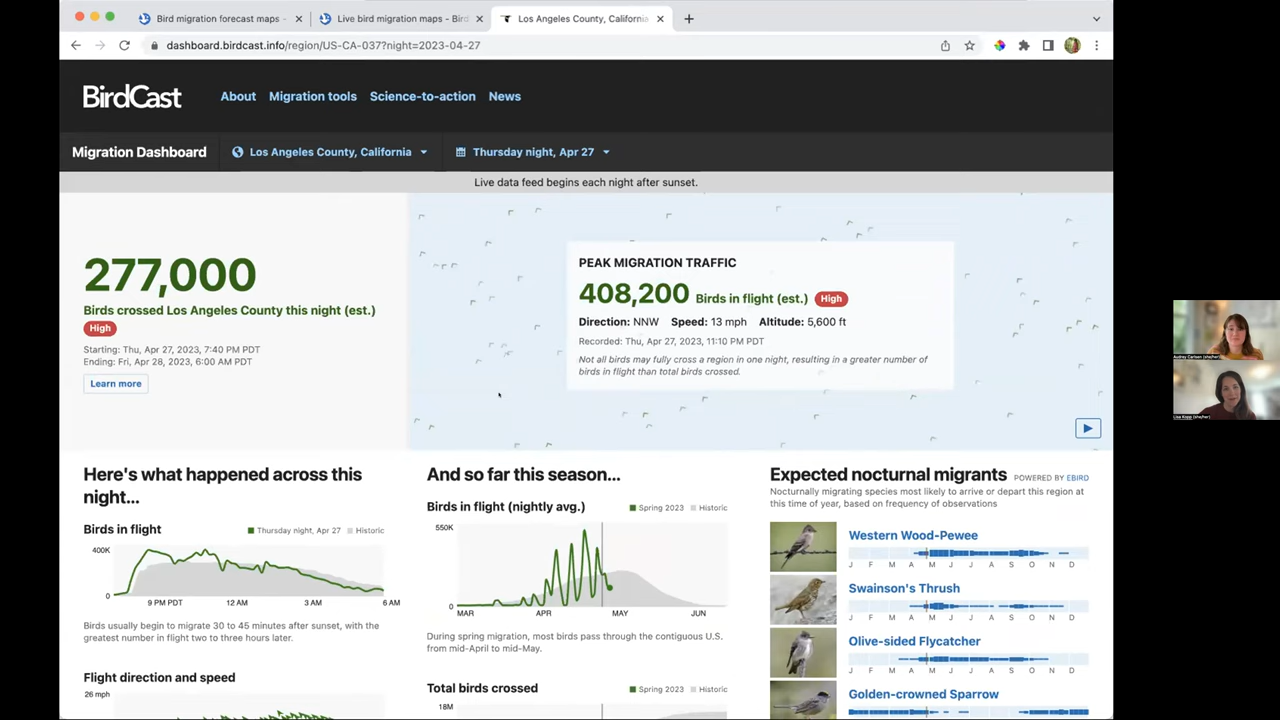 Bird migration forecast maps -
Live bird migration maps - Bird
Los Angeles County, California
dashboard.birdcast.info/region/US-CA-037?night=2023-04-27
BirdCast
About
Migration tools
Science-to-action
News
Migration Dashboard
Los Angeles County, California
Thursday night, Apr 27
Live data feed begins each night after sunset.
277,000
Birds crossed Los Angeles County this night (est.)
High
Starting: Thu, Apr 27, 2023, 7:40 PM PDT
Ending: Fri, Apr 28, 2023, 6:00 AM PDT
Learn more
PEAK MIGRATION TRAFFIC
408,200 Birds in flight (est.) High
Direction: NNW Speed: 13 mph Altitude: 5,600 ft
Recorded: Thu, Apr 27, 2023, 11:10 PM PDT
Not all birds may fully cross a region in one night, resulting in a greater number of
birds in flight than total birds crossed.
Here's what happened across this
night...
Birds in flight
Thursday night, Apr 27
Historic
400K
0
9 PM PDT
12 AM
3 AM
6 AM
Birds usually begin to migrate 30 to 45 minutes after sunset, with the
greatest number in flight two to three hours later.
Flight direction and speed
26 mph
And so far this season...
Birds in flight (nightly avg.)
Spring 2023
Historic
550K
0
MAR
APR
MAY
JUN
During spring migration, most birds pass through the contiguous U.S.
from mid-April to mid-May.
Total birds crossed
Spring 2023
Historic
18M
Expected nocturnal migrants
POWERED BY EBIRD
Nocturnally migrating species most likely to arrive or depart this region at
this time of year, based on frequency of observations
Western Wood-Pewee
J F M A M J J A S O N D
Swainson's Thrush
J F M A M J J A S O N D
Olive-sided Flycatcher
J F M A M J J A S O N D
Golden-crowned Sparrow
Audrey Carlsen (she/her)
Lisa Kopp (she/her)